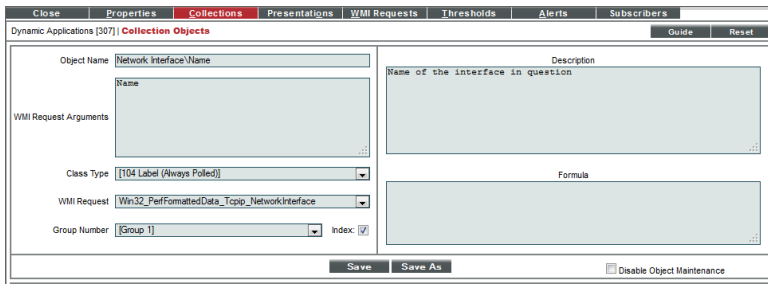 Close Properties Collections Presentations WMI Requests Thresholds Alerts Subscribers
Dynamic Applications [307] | Collection Objects Guide Reset
Object Name Network Interface\Name
Description
Name of the interface in question
WMI Request Arguments Name
Class Type [104 Label (Always Polled)]
Formula
WMI Request Win32_PerfFormattedData_Tcpip_NetworkInterface
Group Number [Group 1] Index:
Save Save As Disable Object Maintenance